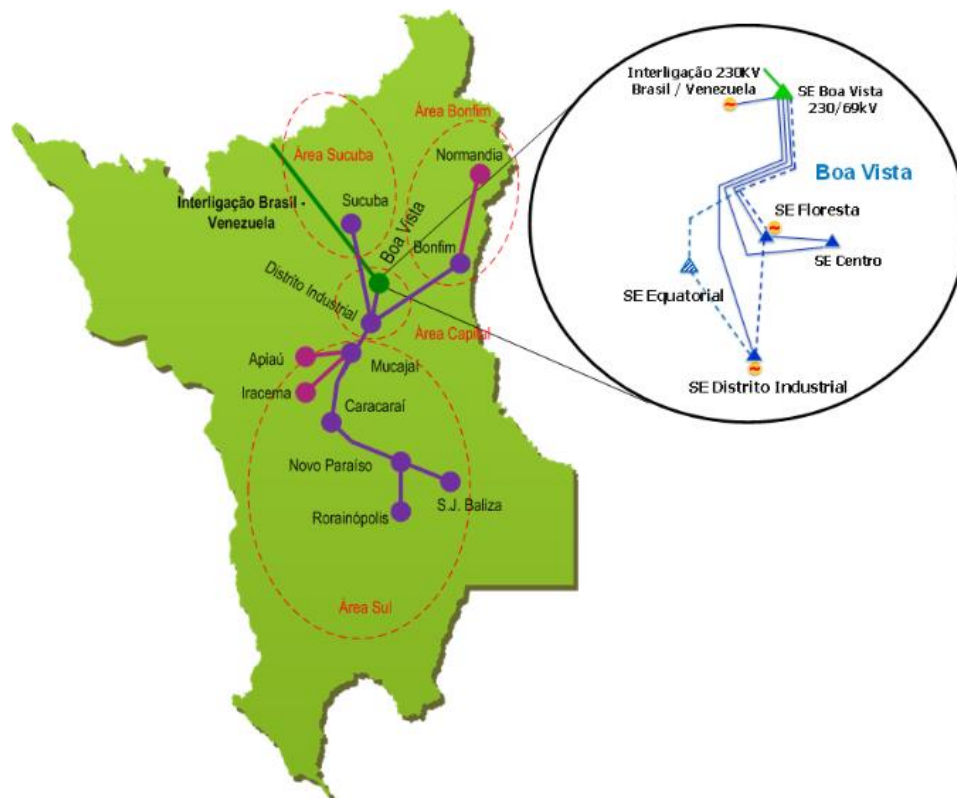 Interligação 230KV
Brasil / Venezuela
SE Boa Vista
230/69kV
Boa Vista
SE Floresta
SE Centro
SE Equatorial
SE Distrito Industrial
Área Bonfim
Área Sucuba
Normandia
Interligação Brasil -
Venezuela
Sucuba
Boa Vista
Bonfim
Distrito Industrial
Área Capital
Apiaú
Mucajaí
Iracema
Caracaraí
Novo Paraíso
S.J. Baliza
Rorainópolis
Área Sul